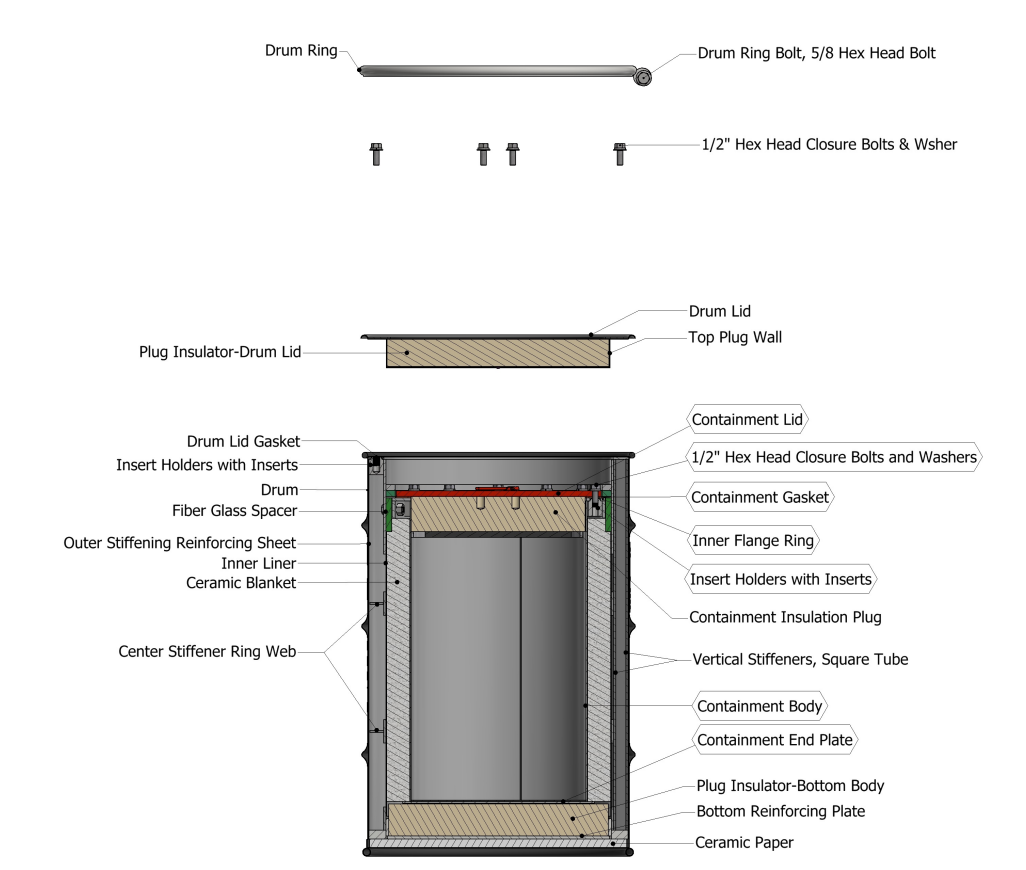 Drum Ring
Drum Ring Bolt, 5/8 Hex Head Bolt
1/2" Hex Head Closure Bolts & Wsher
Drum Lid
Top Plug Wall
Plug Insulator-Drum Lid
Containment Lid
Drum Lid Gasket
1/2" Hex Head Closure Bolts and Washers
Insert Holders with Inserts
Drum
Containment Gasket
Fiber Glass Spacer
Inner Flange Ring
Outer Stiffening Reinforcing Sheet
Inner Liner
Insert Holders with Inserts
Ceramic Blanket
Containment Insulation Plug
Center Stiffener Ring Web
Vertical Stiffeners, Square Tube
Containment Body
Containment End Plate
Plug Insulator-Bottom Body
Bottom Reinforcing Plate
Ceramic Paper